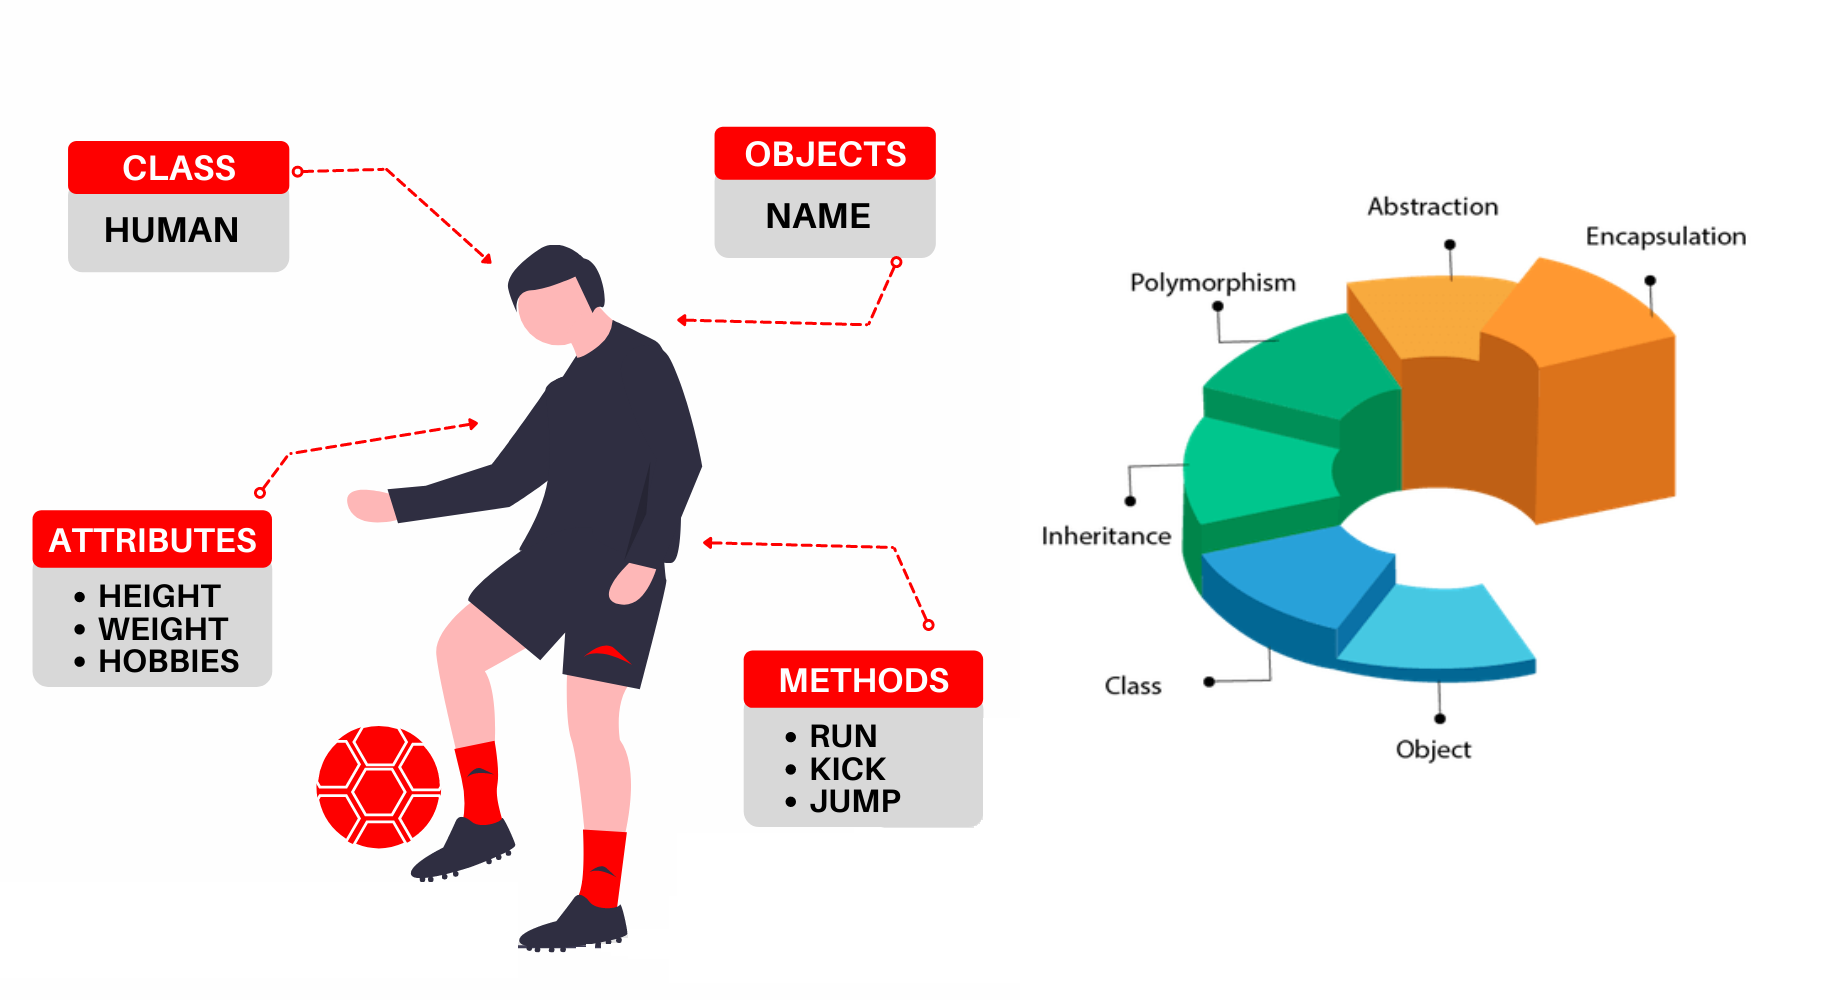 CLASS
HUMAN
OBJECTS
NAME
ATTRIBUTES
• HEIGHT
• WEIGHT
• HOBBIES
METHODS
• RUN
• KICK
• JUMP
Abstraction
Encapsulation
Polymorphism
Inheritance
Class
Object